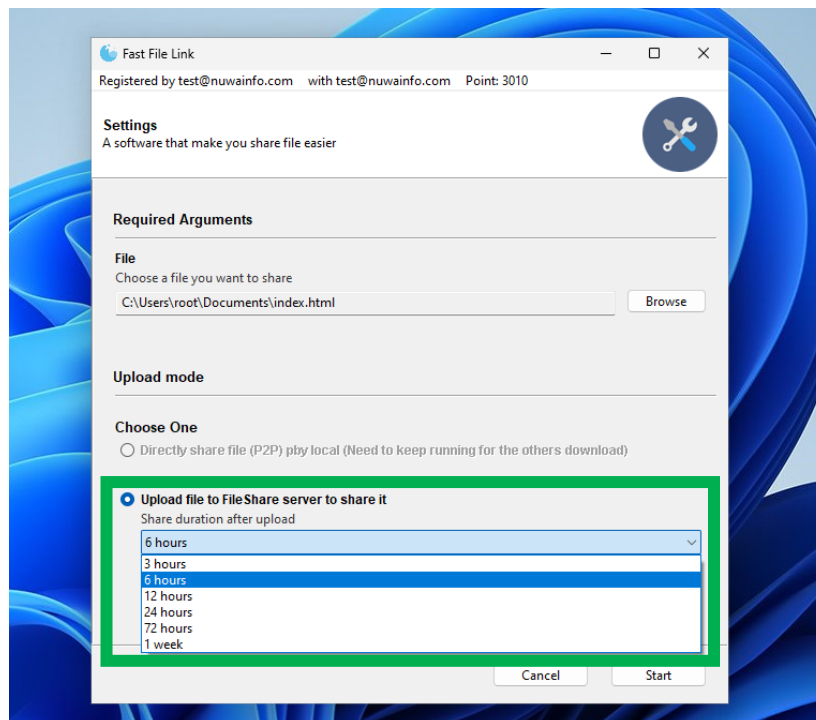 Fast File Link
Registered by test@nuwainfo.com with test@nuwainfo.com Point: 3010
Settings
A software that make you share file easier
Required Arguments
File
Choose a file you want to share
C:\Users\root\Documents\index.html
Browse
Upload mode
Choose One
Directly share file (P2P) pby local (Need to keep running for the others download)
Upload file to FileShare server to share it
Share duration after upload
6 hours
3 hours
6 hours
12 hours
24 hours
72 hours
1 week
Cancel
Start